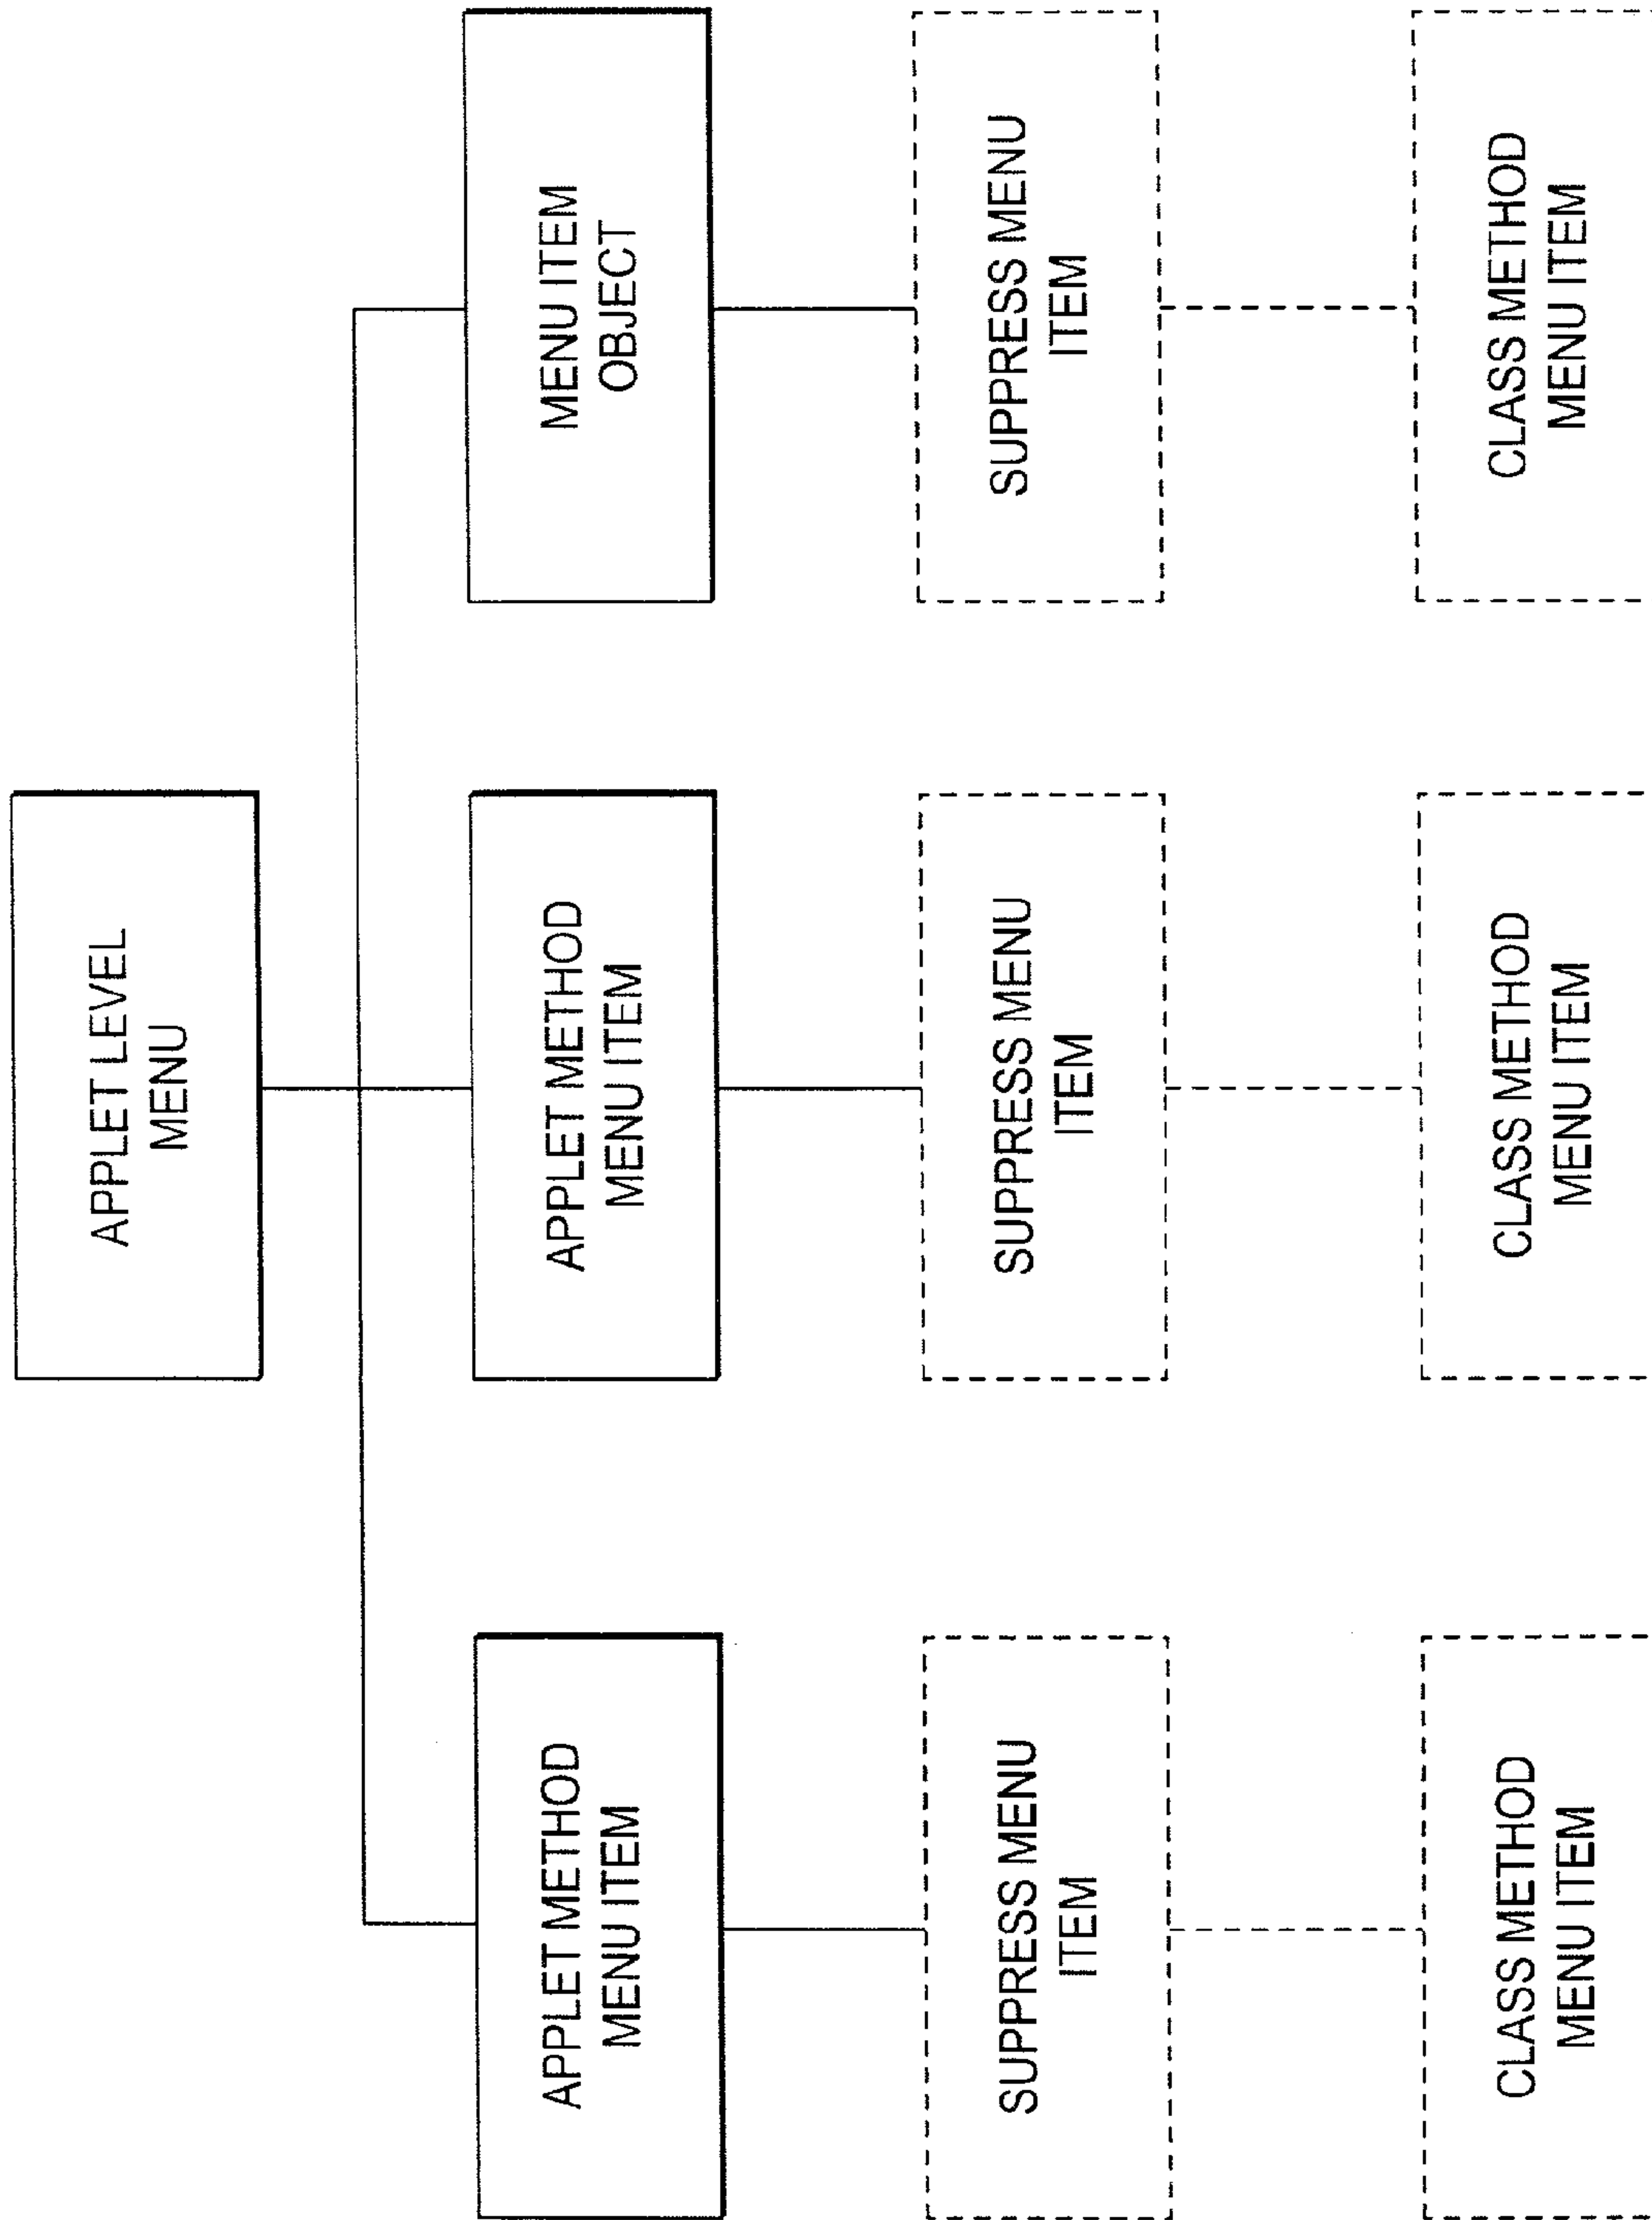 APPLET LEVEL
MENU
APPLET METHOD
MENU ITEM
APPLET METHOD
MENU ITEM
MENU ITEM
OBJECT
SUPPRESS MENU
ITEM
SUPPRESS MENU
ITEM
SUPPRESS MENU
ITEM
CLASS METHOD
MENU ITEM
CLASS METHOD
MENU ITEM
CLASS METHOD
MENU ITEM